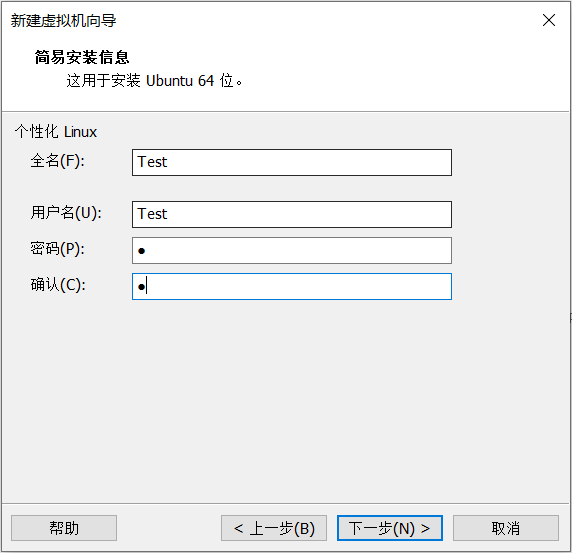 新建虚拟机向导
简易安装信息
这用于安装 Ubuntu 64 位。
个性化 Linux
全名(F): Test
用户名(U): Test
密码(P): ●
确认(C): ●
帮助 < 上一步(B) 下一步(N) > 取消